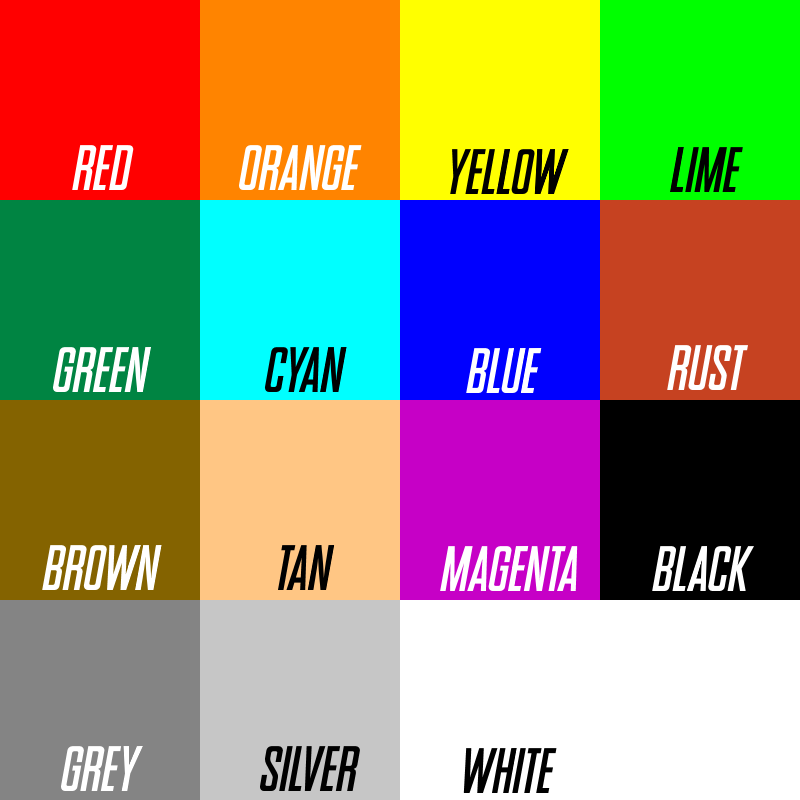 RED ORANGE YELLOW LIME
GREEN CYAN BLUE RUST
BROWN TAN MAGENTA BLACK
GREY SILVER WHITE